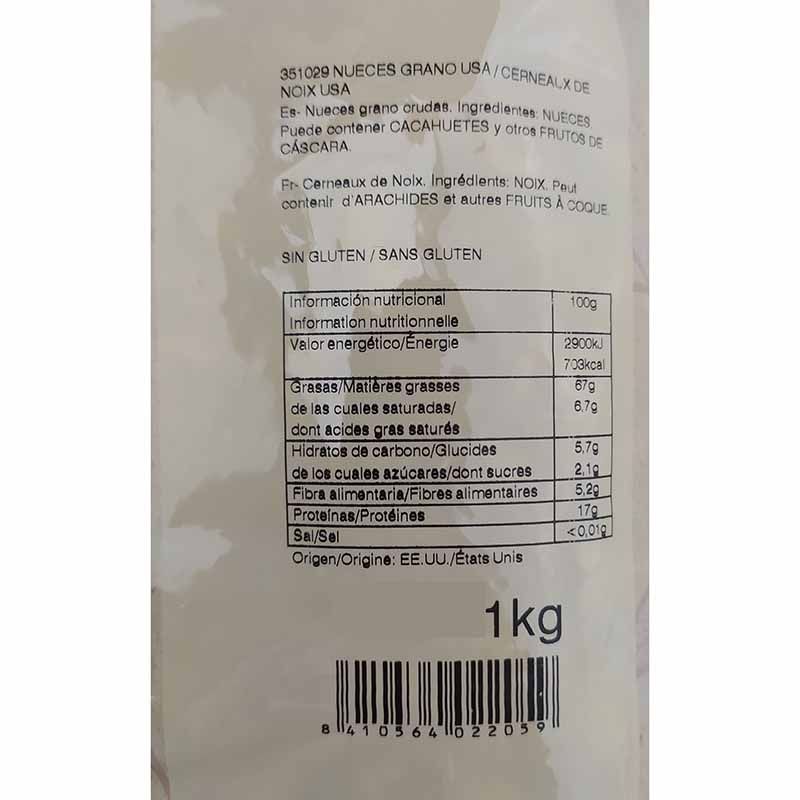 351029 NUECES GRANO USA / CERNEAUX DE
NOIX USA
Es- Nueces grano crudas. Ingredientes: NUECES.
Puede contener CACAHUETES y otros FRUTOS DE
CÁSCARA.
Fr- Cerneaux de Noix. Ingrédients: NOIX. Peut
contenir d'ARACHIDES et autres FRUITS À COQUE.
SIN GLUTEN / SANS GLUTEN
Información nutricional 100g
Information nutritionnelle
Valor energético/Énergie 2900kJ
703kcal
Grasas/Matières grasses 67g
de las cuales saturadas/ 6,7g
dont acides gras saturés
Hidratos de carbono/Glucides 5,7g
de los cuales azúcares/dont sucres 2,1g
Fibra alimentaria/Fibres alimentaires 5,2g
Proteínas/Protéines 17g
Sal/Sel <0,01g
Origen/Origine: EE.UU./États Unis
1kg
8 410564 022059